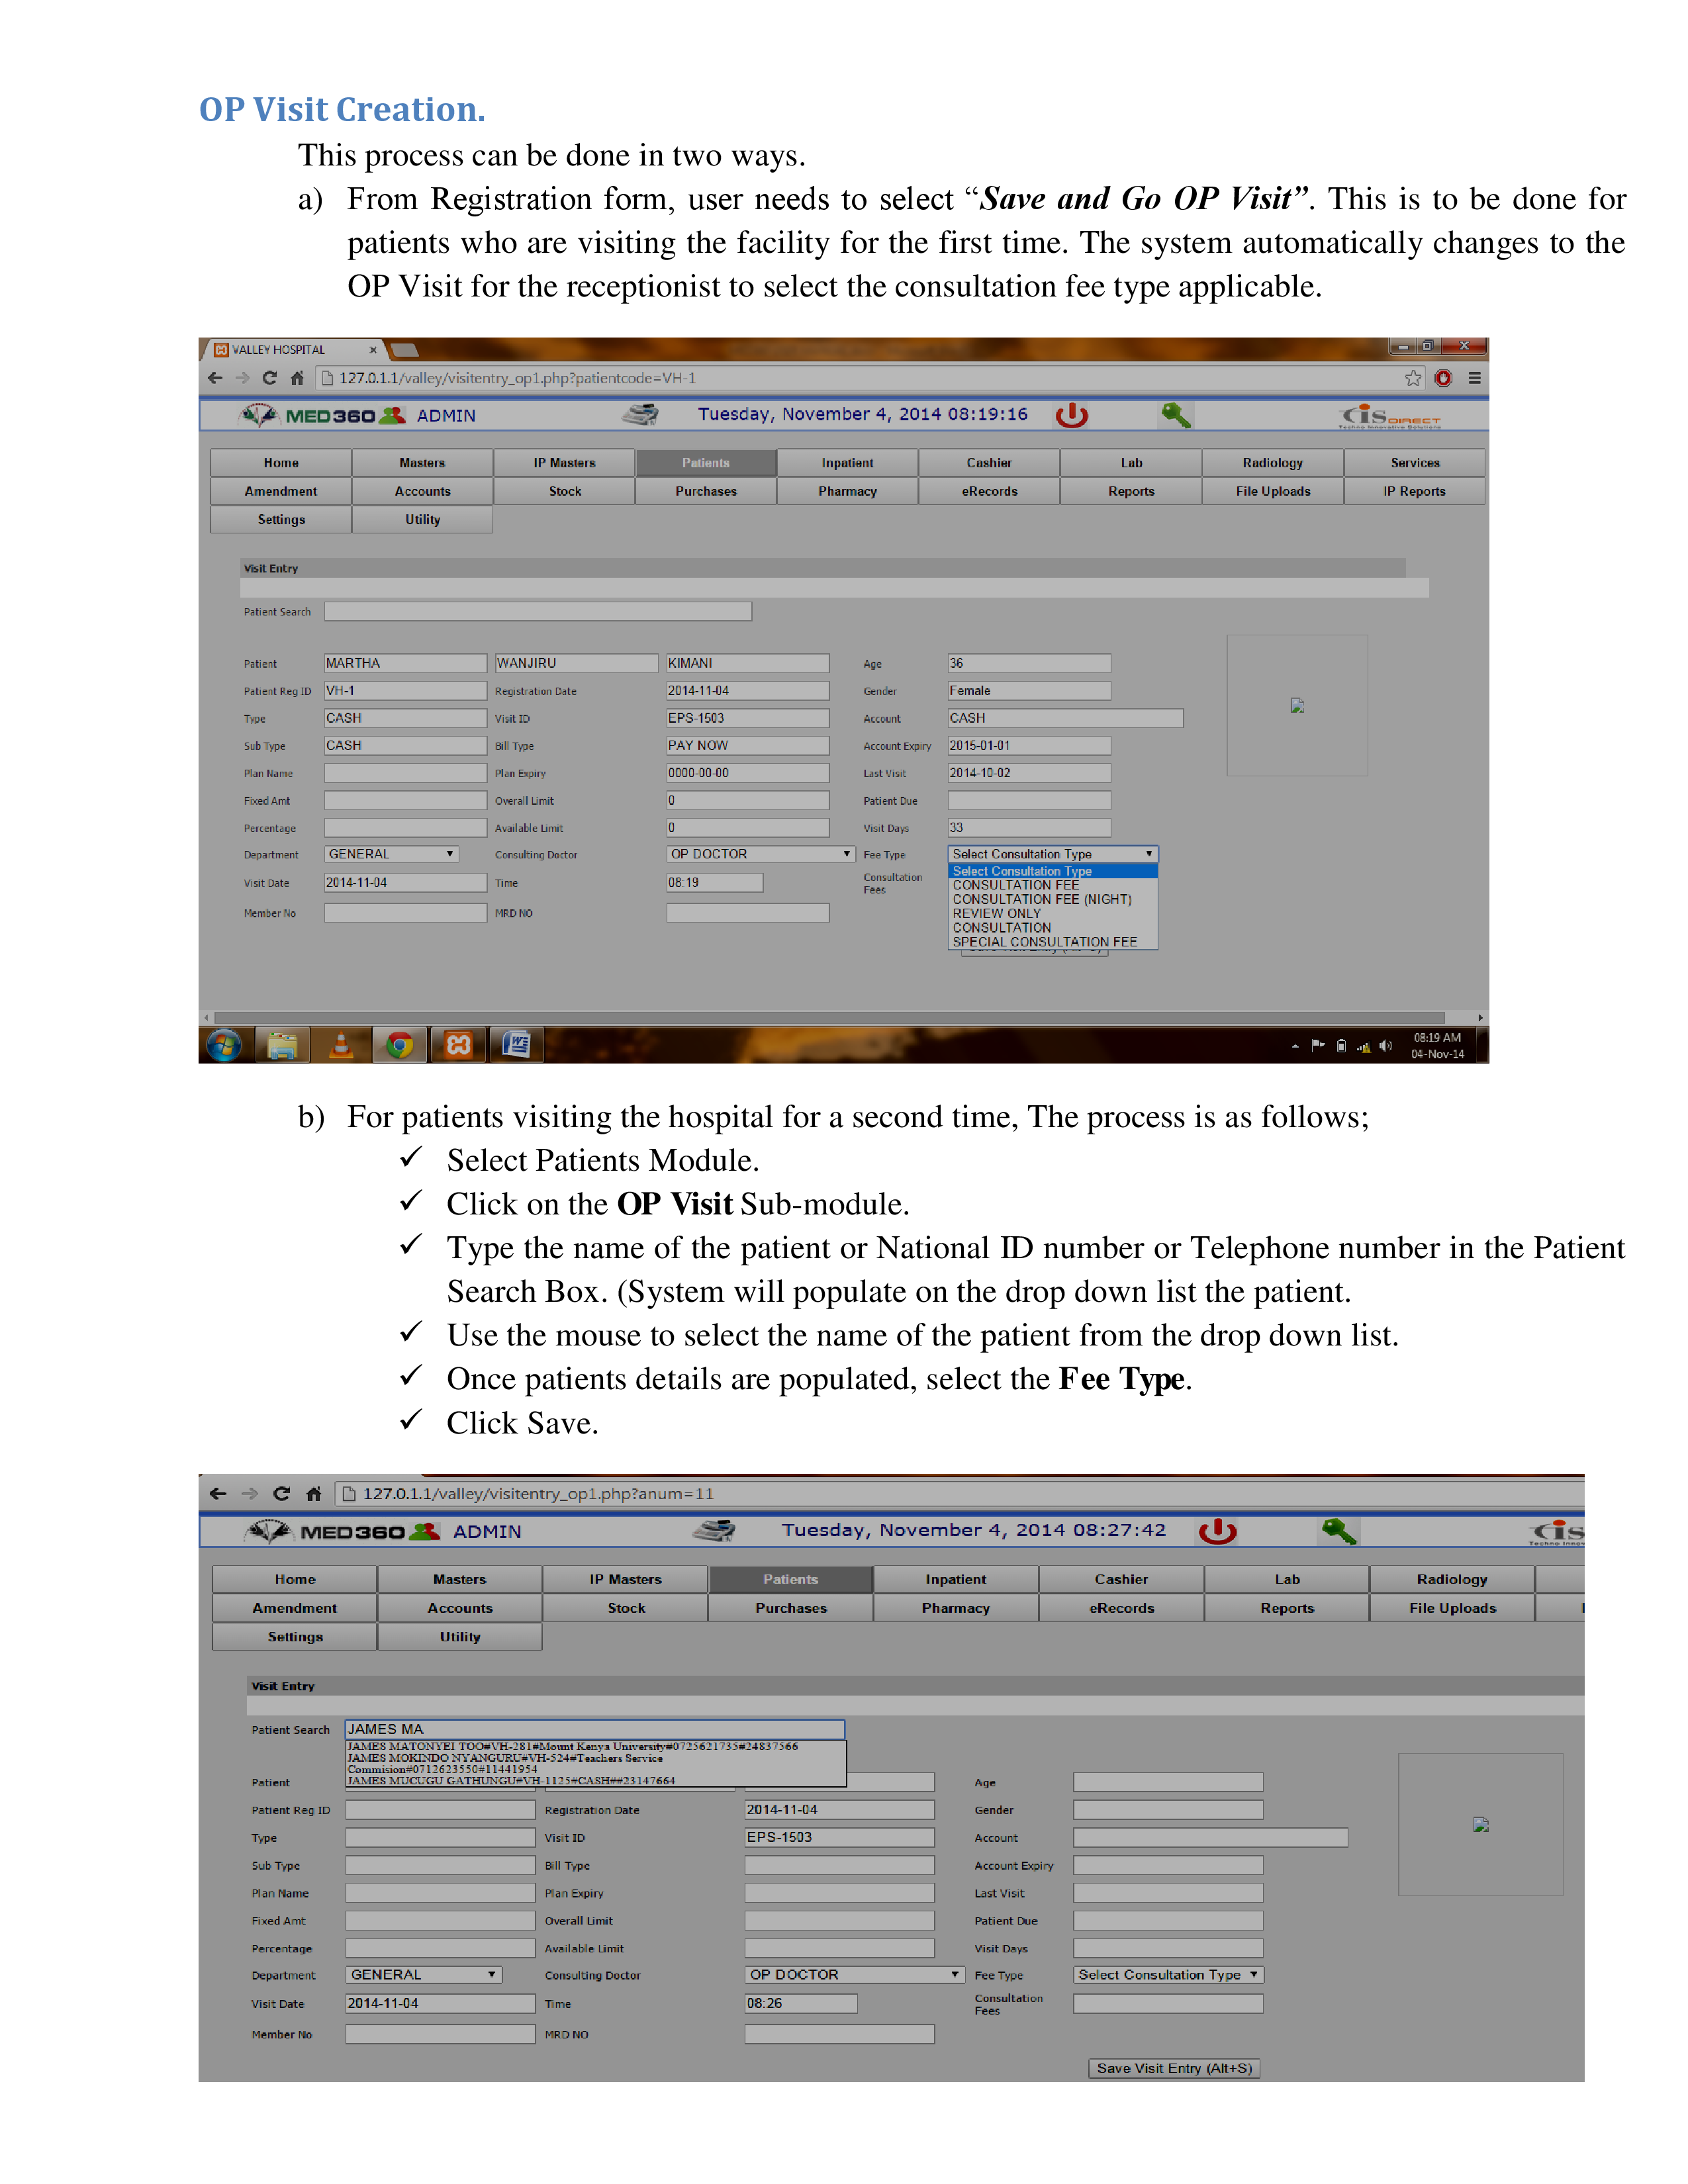 OP Visit Creation.
This process can be done in two ways.
a) From Registration form, user needs to select “Save and Go OP Visit”. This is to be done for
patients who are visiting the facility for the first time. The system automatically changes to the
OP Visit for the receptionist to select the consultation fee type applicable.
VALLEY HOSPITAL
127.0.1.1/valley/visitentry_op1.php?patientcode=VH-1
MED360 ADMIN Tuesday, November 4, 2014 08:19:16 cis DIRECT
Techno Innovative Solutions
Home Masters IP Masters Patients Inpatient Cashier Lab Radiology Services
Amendment Accounts Stock Purchases Pharmacy eRecords Reports File Uploads IP Reports
Settings Utility
Visit Entry
Patient Search
Patient MARTHA WANJIRU KIMANI Age 36
Patient Reg ID VH-1 Registration Date 2014-11-04 Gender Female
Type CASH Visit ID EPS-1503 Account CASH
Sub Type CASH Bill Type PAY NOW Account Expiry 2015-01-01
Plan Name Plan Expiry 0000-00-00 Last Visit 2014-10-02
Fixed Amt Overall Limit 0 Patient Due
Percentage Available Limit 0 Visit Days 33
Department GENERAL Consulting Doctor OP DOCTOR Fee Type Select Consultation Type
Select Consultation Type
CONSULTATION FEE
CONSULTATION FEE (NIGHT)
REVIEW ONLY
CONSULTATION
SPECIAL CONSULTATION FEE
Visit Date 2014-11-04 Time 08:19 Consultation
Fees
Member No MRD NO
08:19 AM
04-Nov-14
b) For patients visiting the hospital for a second time, The process is as follows;
✓ Select Patients Module.
✓ Click on the OP Visit Sub-module.
✓ Type the name of the patient or National ID number or Telephone number in the Patient
Search Box. (System will populate on the drop down list the patient.
✓ Use the mouse to select the name of the patient from the drop down list.
✓ Once patients details are populated, select the Fee Type.
✓ Click Save.
127.0.1.1/valley/visitentry_op1.php?anum=11
MED360 ADMIN Tuesday, November 4, 2014 08:27:42 cis
Techno Innov
Home Masters IP Masters Patients Inpatient Cashier Lab Radiology
Amendment Accounts Stock Purchases Pharmacy eRecords Reports File Uploads
Settings Utility
Visit Entry
Patient Search JAMES MA
JAMES MATONYEI TOO#VH-281#Mount Kenya University#0725621735#24837566
JAMES MOKINDO NYANGURU#VH-524#Teachers Service
Commision#0712623550#11441954
JAMES MUCUGU GATHUNGU#VH-1125#CASH##23147664
Patient Age
Patient Reg ID Registration Date 2014-11-04 Gender
Type Visit ID EPS-1503 Account
Sub Type Bill Type Account Expiry
Plan Name Plan Expiry Last Visit
Fixed Amt Overall Limit Patient Due
Percentage Available Limit Visit Days
Department GENERAL Consulting Doctor OP DOCTOR Fee Type Select Consultation Type
Visit Date 2014-11-04 Time 08:26 Consultation
Fees
Member No MRD NO
Save Visit Entry (Alt+S)